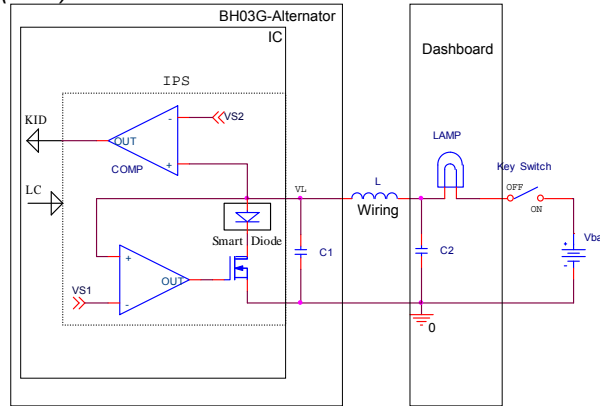 BH03G-Alternator
IC
Dashboard
IPS
KID
OUT
COMP
-
+
VS2
LC
LAMP
Key Switch
OFF
ON
VL
L
Wiring
Smart Diode
C1
C2
+
-
OUT
VS1
+
-
0